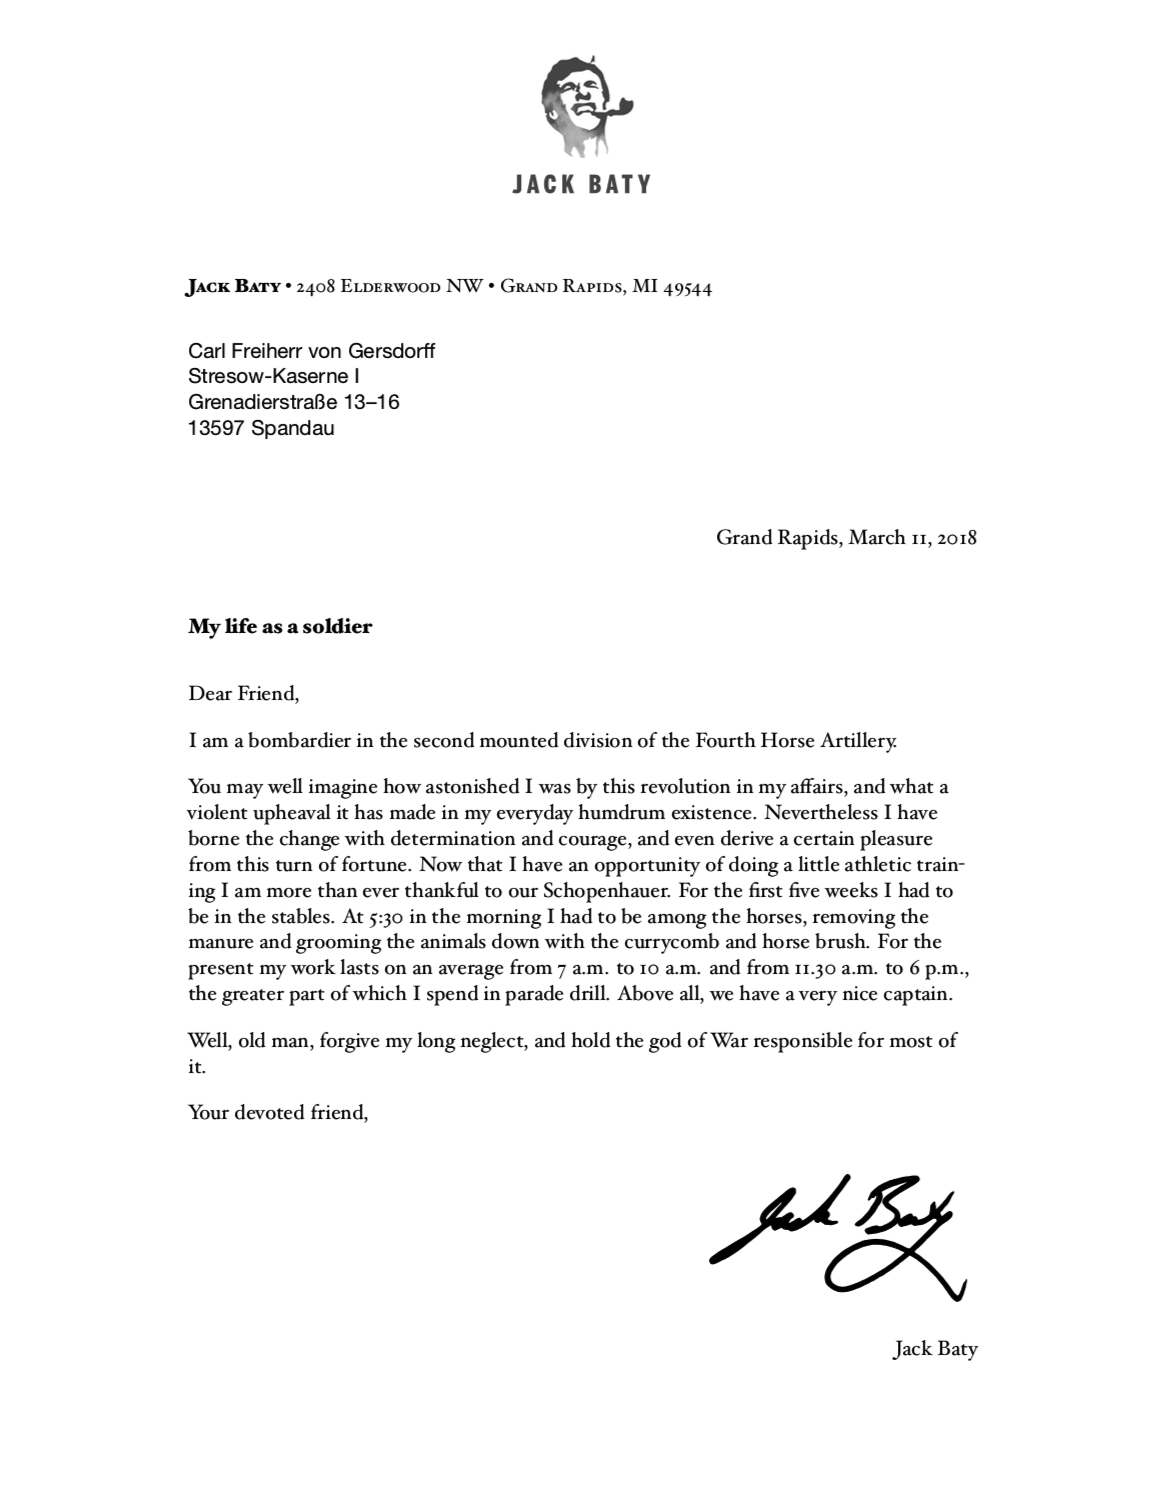 JACK BATY
Jack Baty • 2408 Elderwood NW • Grand Rapids, MI 49544
Carl Freiherr von Gersdorff
Stresow-Kaserne I
Grenadierstraße 13–16
13597 Spandau
Grand Rapids, March 11, 2018
My life as a soldier
Dear Friend,
I am a bombardier in the second mounted division of the Fourth Horse Artillery.
You may well imagine how astonished I was by this revolution in my affairs, and what a
violent upheaval it has made in my everyday humdrum existence. Nevertheless I have
borne the change with determination and courage, and even derive a certain pleasure
from this turn of fortune. Now that I have an opportunity of doing a little athletic train-
ing I am more than ever thankful to our Schopenhauer. For the first five weeks I had to
be in the stables. At 5:30 in the morning I had to be among the horses, removing the
manure and grooming the animals down with the currycomb and horse brush. For the
present my work lasts on an average from 7 a.m. to 10 a.m. and from 11.30 a.m. to 6 p.m.,
the greater part of which I spend in parade drill. Above all, we have a very nice captain.
Well, old man, forgive my long neglect, and hold the god of War responsible for most of
it.
Your devoted friend,
Jack Baty
Jack Baty